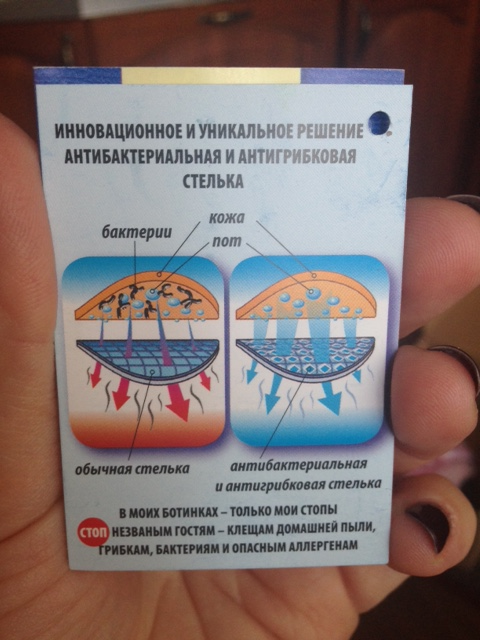 ИННОВАЦИОННОЕ И УНИКАЛЬНОЕ РЕШЕНИЕ
АНТИБАКТЕРИАЛЬНАЯ И АНТИГРИБКОВАЯ
СТЕЛЬКА
кожа
бактерии
пот
обычная стелька
антибактериальная
и антигрибковая стелька
В МОИХ БОТИНКАХ – ТОЛЬКО МОИ СТОПЫ
СТОП НЕЗВАНЫМ ГОСТЯМ – КЛЕЩАМ ДОМАШНЕЙ ПЫЛИ,
ГРИБКАМ, БАКТЕРИЯМ И ОПАСНЫМ АЛЛЕРГЕНАМ